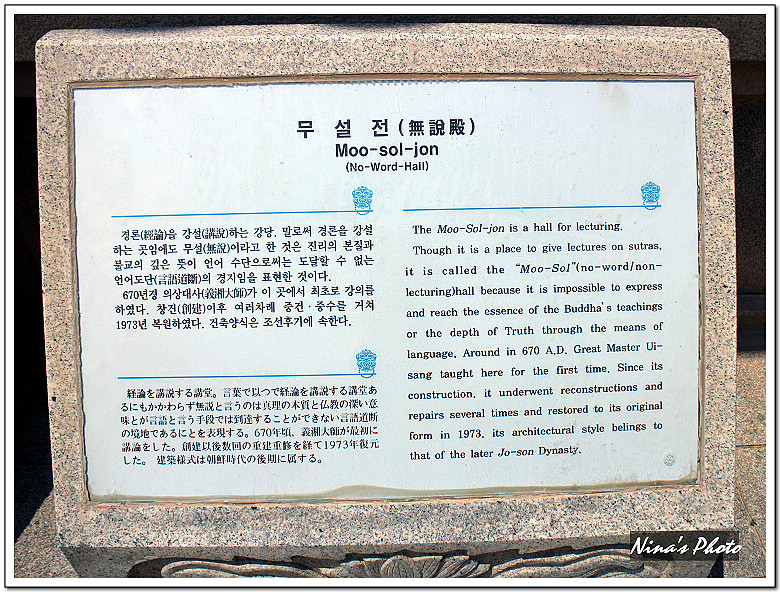 무 설 전 (無說殿)
Moo-sol-jon
(No-Word-Hall)
경론(經論)을 강설(講說)하는 강당. 말로써 경론을 강설
하는 곳임에도 무설(無說)이라고 한 것은 진리의 본질과
불교의 깊은 뜻이 언어 수단으로써는 도달할 수 없는
언어도단(言語道斷)의 경지임을 표현한 것이다.
670년경 의상대사(義湘大師)가 이 곳에서 최초로 강의를
하였다. 창건(創建)이후 여러차례 중건·중수를 거쳐
1973년 복원하였다. 건축양식은 조선후기에 속한다.
経論を講説する講堂。言葉で以つて経論を講説する講堂あ
るにもかかわらず無説と言うのは真理の木質と仏教の深い意
味とが言語と言う手段では到達することができない言語道断
の境地であることを表現する。670年頃、義湘大師が最初に
講論をした。創建以後数回の重建重修を経て1973年復元
した。 建築様式は朝鮮時代の後期に属する。
The Moo-Sol-jon is a hall for lecturing.
Though it is a place to give lectures on sutras,
it is called the "Moo-Sol"(no-word/non-
lecturing)hall because it is impossible to express
and reach the essence of the Buddha's teachings
or the depth of Truth through the means of
language. Around in 670 A.D. Great Master Ui-
sang taught here for the first time. Since its
construction, it underwent reconstructions and
repairs several times and restored to its original
form in 1973, its architectural style belongs to
that of the later Jo-son Dynasty.
Nina's Photo